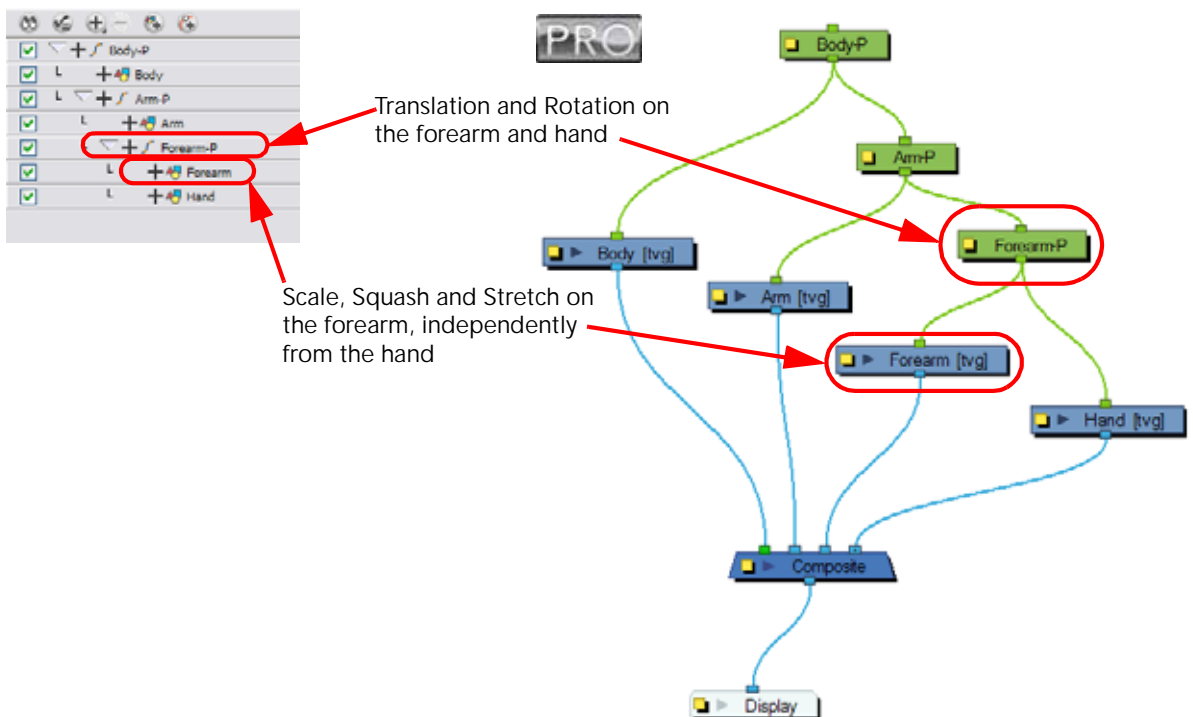 Body-P
Body
Arm-P
Arm
Forearm-P
Forearm
Hand
PRO
Translation and Rotation on
the forearm and hand
Scale, Squash and Stretch on
the forearm, independently
from the hand
Body-P
Arm-P
Forearm-P
Body [tvg]
Arm [tvg]
Forearm [tvg]
Hand [tvg]
Composite
Display